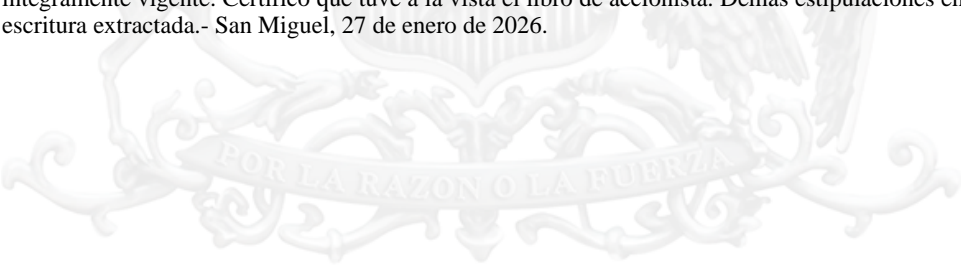 íntegramente vigente. Certifico que tuve a la vista el libro de accionista. Demás estipulaciones en
escritura extractada.- San Miguel, 27 de enero de 2026.
POR LA RAZON O LA FUERZA